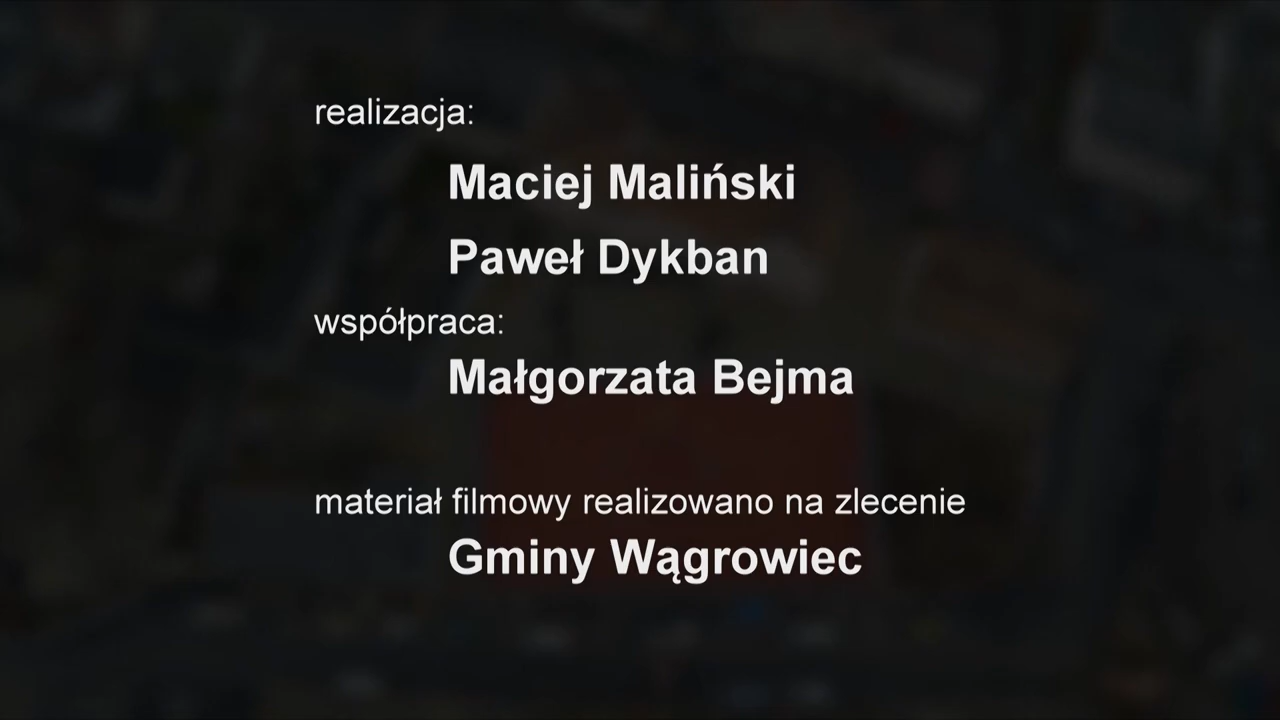 realizacja:
Maciej Maliński
Paweł Dykban
współpraca:
Małgorzata Bejma
materiał filmowy realizowano na zlecenie
Gminy Wągrowiec